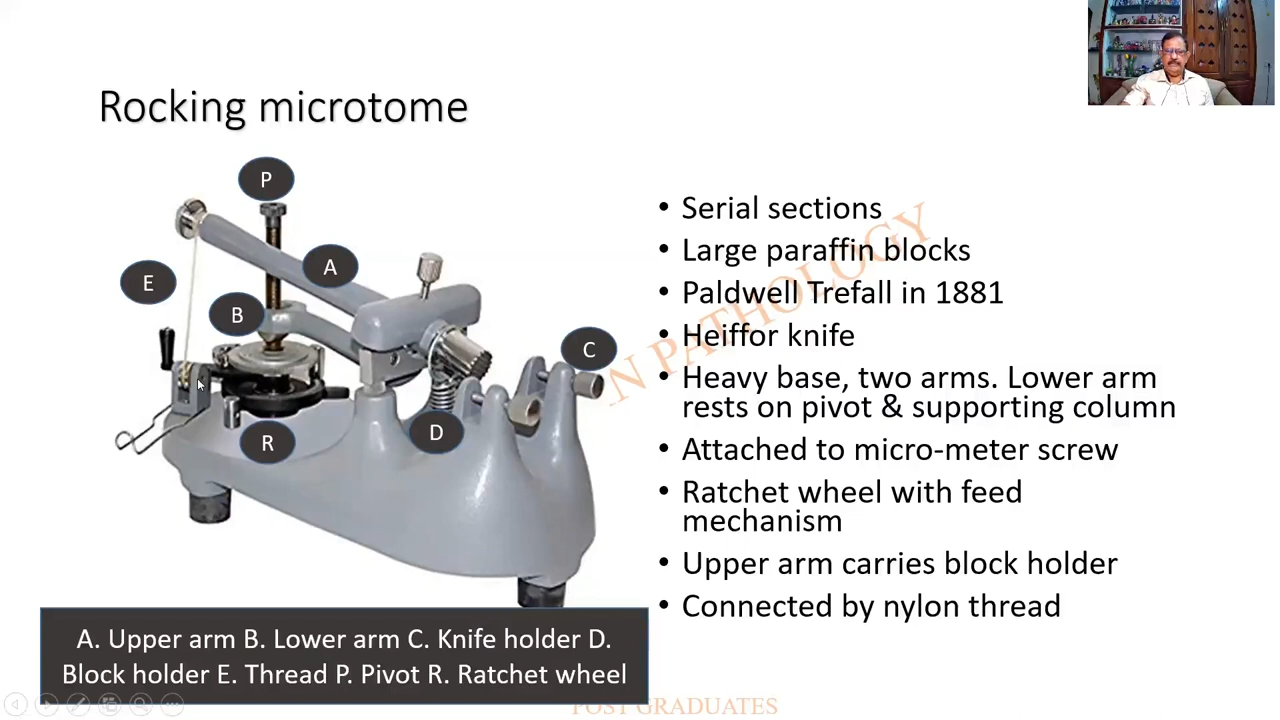 Rocking microtome
P
A
E
B
C
D
R
A. Upper arm B. Lower arm C. Knife holder D.
Block holder E. Thread P. Pivot R. Ratchet wheel
• Serial sections
• Large paraffin blocks
• Paldwell Trefall in 1881
• Heiffor knife
• Heavy base, two arms. Lower arm
rests on pivot & supporting column
• Attached to micro-meter screw
• Ratchet wheel with feed
mechanism
• Upper arm carries block holder
• Connected by nylon thread
N PATHOLOGY
POST GRADUATES